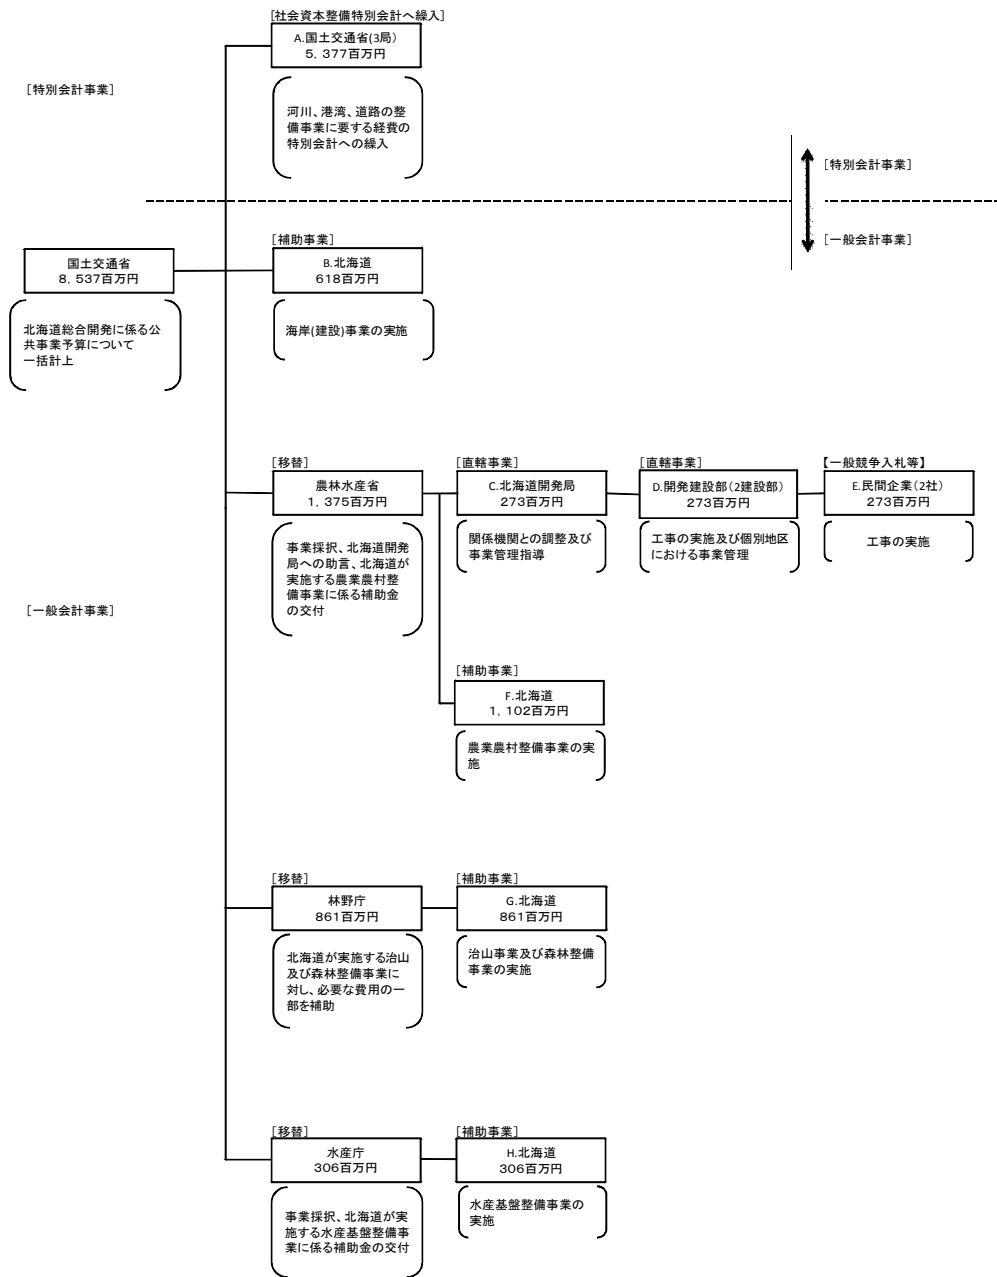 [社会資本整備特別会計へ繰入]
A.国土交通省(3局)
5, 377百万円
[特別会計事業]
河川、港湾、道路の整
備事業に要する経費の
特別会計への繰入
[特別会計事業]
[一般会計事業]
国土交通省
8, 537百万円
北海道総合開発に係る公
共事業予算について
一括計上
[補助事業]
B.北海道
618百万円
海岸(建設)事業の実施
[移替]
農林水産省
1, 375百万円
事業採択、北海道開発
局への助言、北海道が
実施する農業農村整
備事業に係る補助金
の交付
[直轄事業]
C.北海道開発局
273百万円
関係機関との調整及び
事業管理指導
[直轄事業]
D.開発建設部(2建設部)
273百万円
工事の実施及び個別地区
における事業管理
【一般競争入札等】
E.民間企業(2社)
273百万円
工事の実施
[一般会計事業]
[補助事業]
F.北海道
1, 102百万円
農業農村整備事業の実
施
[移替]
林野庁
861百万円
北海道が実施する治山
及び森林整備事業に
対し、必要な費用の一
部を補助
[補助事業]
G.北海道
861百万円
治山事業及び森林整備
事業の実施
[移替]
水産庁
306百万円
事業採択、北海道が実
施する水産基盤整備事
業に係る補助金の交付
[補助事業]
H.北海道
306百万円
水産基盤整備事業の
実施